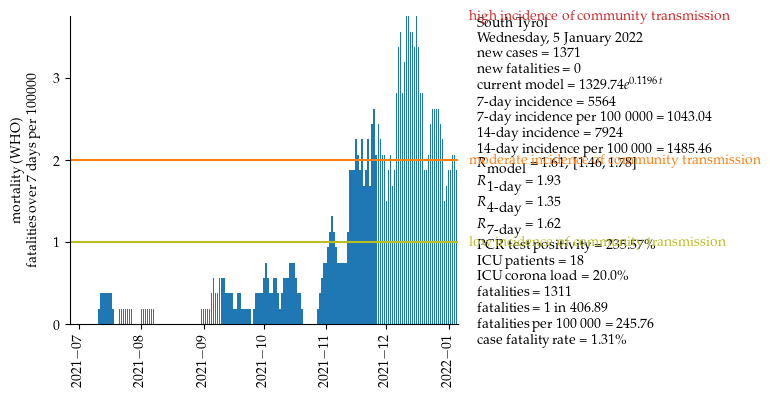 high incidence of community transmission
South Tyrol
Wednesday, 5 January 2022
new cases = 1371
new fatalities = 0
current model = 1329.74e^0.1196 t
7-day incidence = 5564
7-day incidence per 100 0000 = 1043.04
14-day incidence = 7924
14-day incidence per 100 000 = 1485.46
moderate incidence of community transmission
R_model = 1.61, [1.46, 1.78]
R_1-day = 1.93
R_4-day = 1.35
R_7-day = 1.62
low incidence of community transmission
PCR test positivity = 235.57%
ICU patients = 18
ICU corona load = 20.0%
fatalities = 1311
fatalities = 1 in 406.89
fatalities per 100 000 = 245.76
case fatality rate = 1.31%
mortality (WHO)
fatalities over 7 days per 100000
3
2
1
0
2021-07
2021-08
2021-09
2021-10
2021-11
2021-12
2022-01